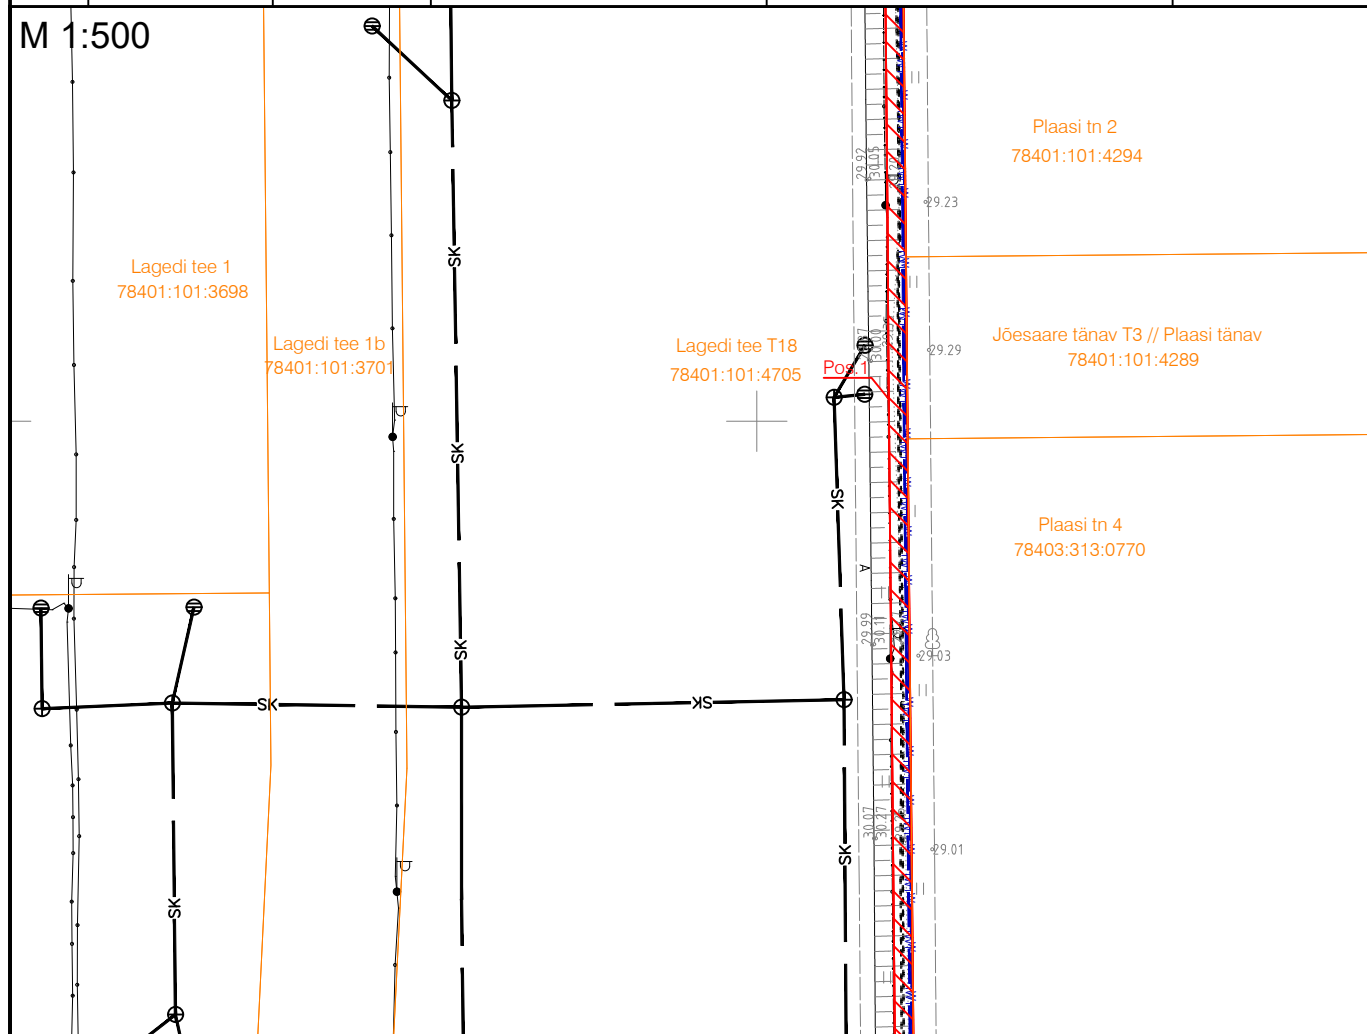 M 1:500
Plaasi tn 2
78401:101:4294
29.92
30.05
29.23
Lagedi tee 1
78401:101:3698
SK
Lagedi tee 1b
78401:101:3701
Lagedi tee T18
78401:101:4705
Pos.1
30.00
Jõesaare tänav T3 // Plaasi tänav
78401:101:4289
29.29
SK
SK
Plaasi tn 4
78403:313:0770
A
29.99
30.11
29.03
SK
SK
SK
30.07
30.27
29.01
SK
SK